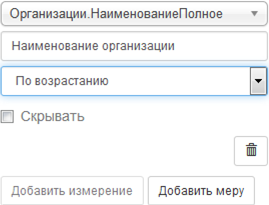 Организации.НаименованиеПолное
Наименование организации
По возрастанию
Скрывать
Добавить измерение Добавить меру